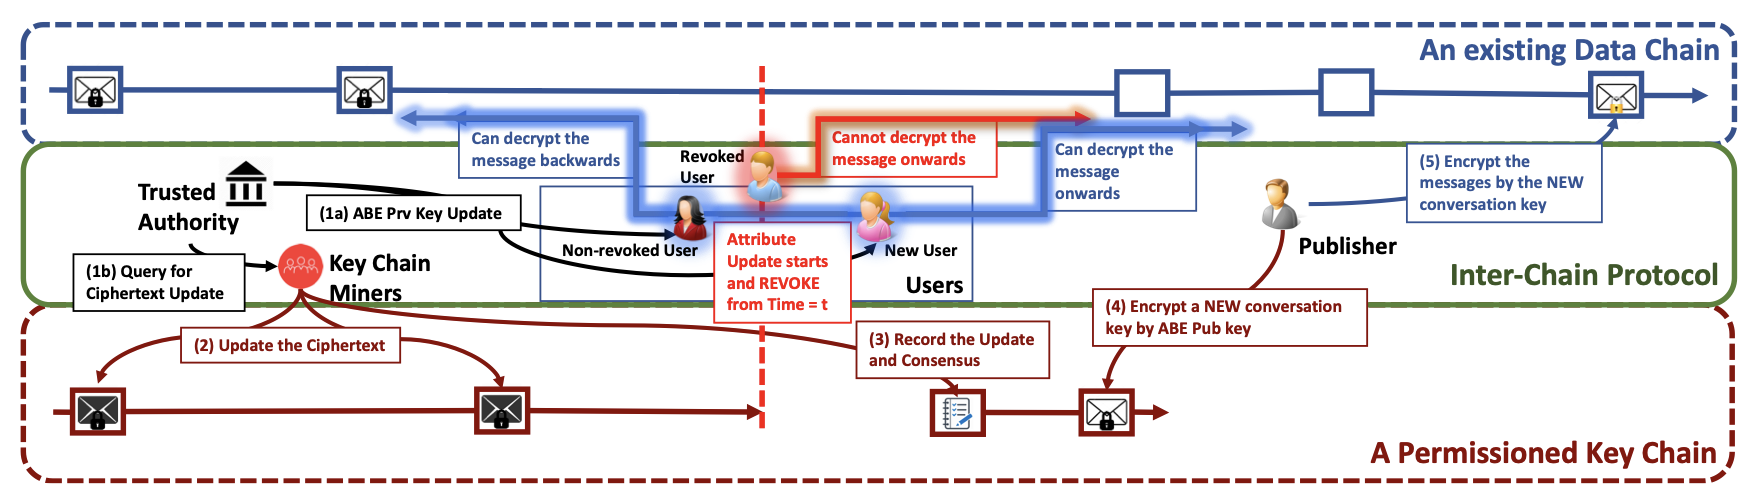 An existing Data Chain
Can decrypt the
message backwards
Revoked
User
Cannot decrypt the
message onwards
Can decrypt the
message
onwards
(5) Encrypt the
messages by the NEW
conversation key
Trusted
Authority
(1a) ABE Prv Key Update
Non-revoked User
New User
Users
Attribute
Update starts
and REVOKE
from Time = t
Publisher
Inter-Chain Protocol
(1b) Query for
Ciphertext Update
Key Chain
Miners
(2) Update the Ciphertext
(3) Record the Update
and Consensus
(4) Encrypt a NEW conversation
key by ABE Pub key
A Permissioned Key Chain